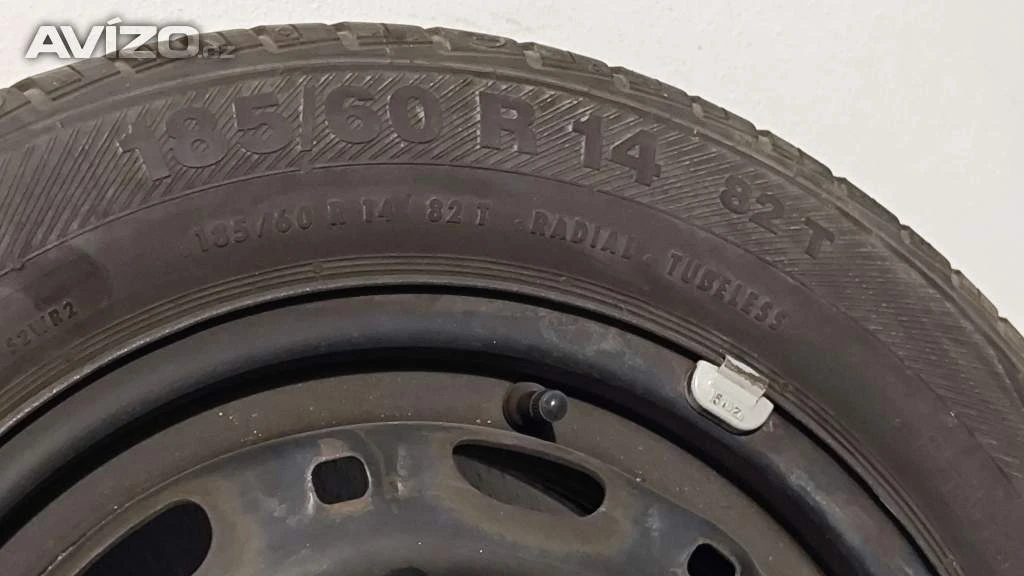 AVÍZO.cz
185/60 R 14 82 T
185/60 R 14 82 T . RADIAL . TUBELESS